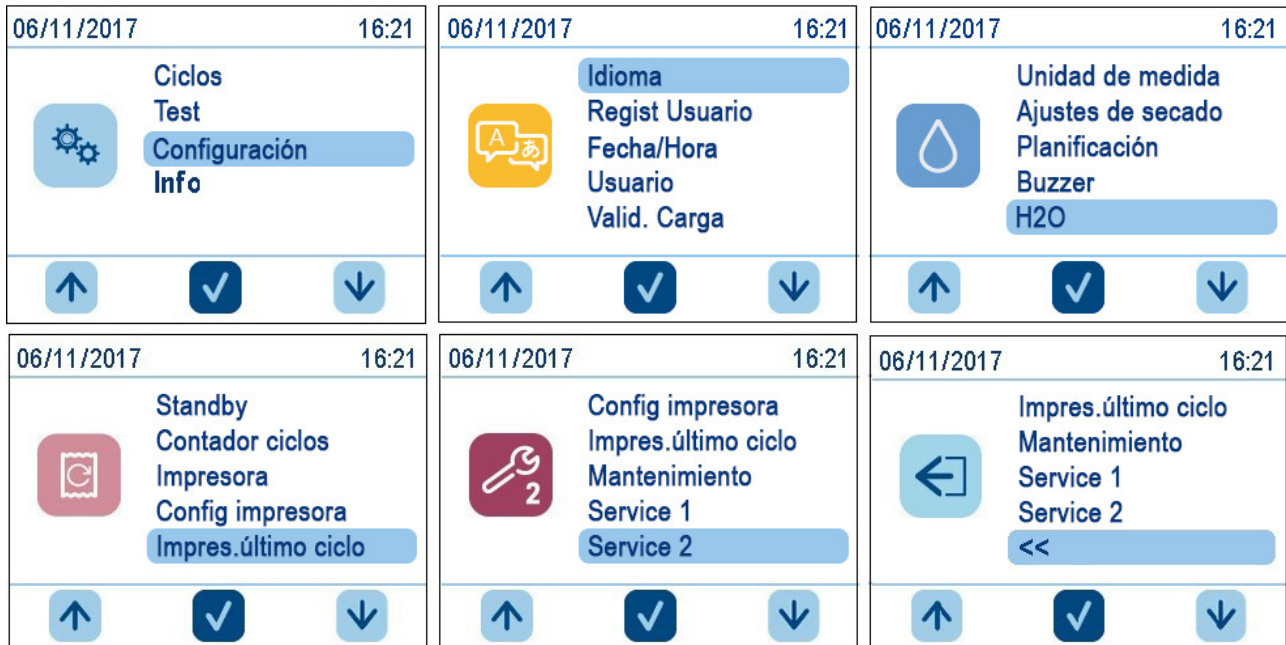 06/11/2017 16:21
Ciclos
Test
Configuración
Info
06/11/2017 16:21
Idioma
Regist Usuario
Fecha/Hora
Usuario
Valid. Carga
A あ
06/11/2017 16:21
Unidad de medida
Ajustes de secado
Planificación
Buzzer
H2O
06/11/2017 16:21
Standby
Contador ciclos
Impresora
Config impresora
Impres.último ciclo
06/11/2017 16:21
Config impresora
Impres.último ciclo
Mantenimiento
Service 1
Service 2
2
06/11/2017 16:21
Impres.último ciclo
Mantenimiento
Service 1
Service 2
<<